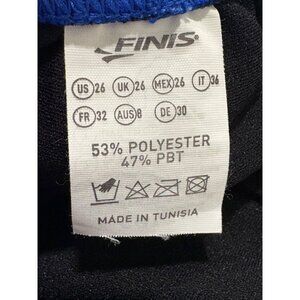 FINIS
US 26 UK 26 MEX 26 IT 36
FR 32 AUS 8 DE 30
53% POLYESTER
47% PBT
MADE IN TUNISIA